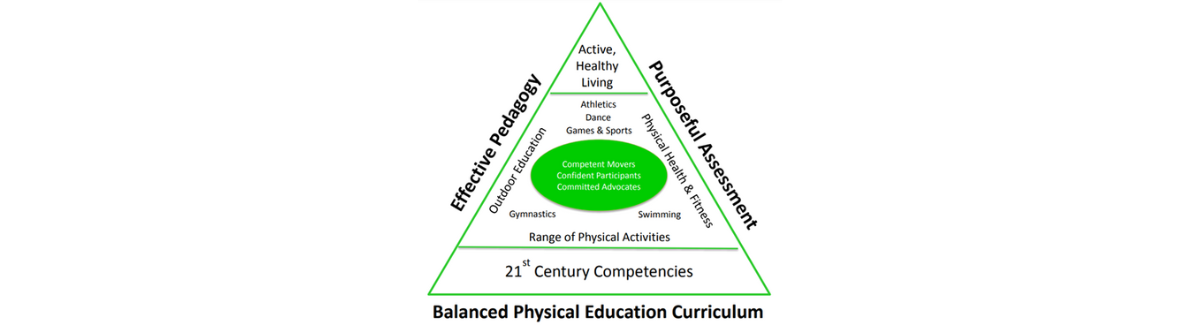 Active,
Healthy
Living
Effective Pedagogy
Purposeful Assessment
Athletics
Dance
Games & Sports
Outdoor Education
Physical Health & Fitness
Competent Movers
Confident Participants
Committed Advocates
Gymnastics
Swimming
Range of Physical Activities
21st Century Competencies
Balanced Physical Education Curriculum